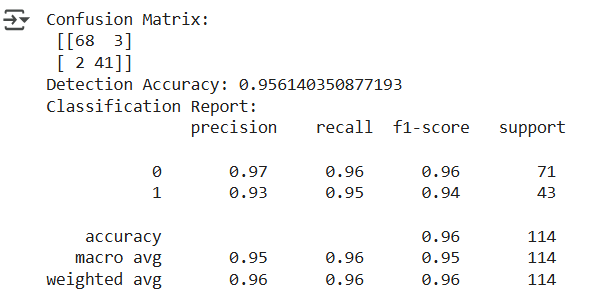 Confusion Matrix:
[[68  3]
[ 2 41]]
Detection Accuracy: 0.956140350877193
Classification Report:
precision    recall  f1-score   support
0       0.97      0.96      0.96        71
1       0.93      0.95      0.94        43
accuracy                           0.96       114
macro avg       0.95      0.96      0.95       114
weighted avg       0.96      0.96      0.96       114